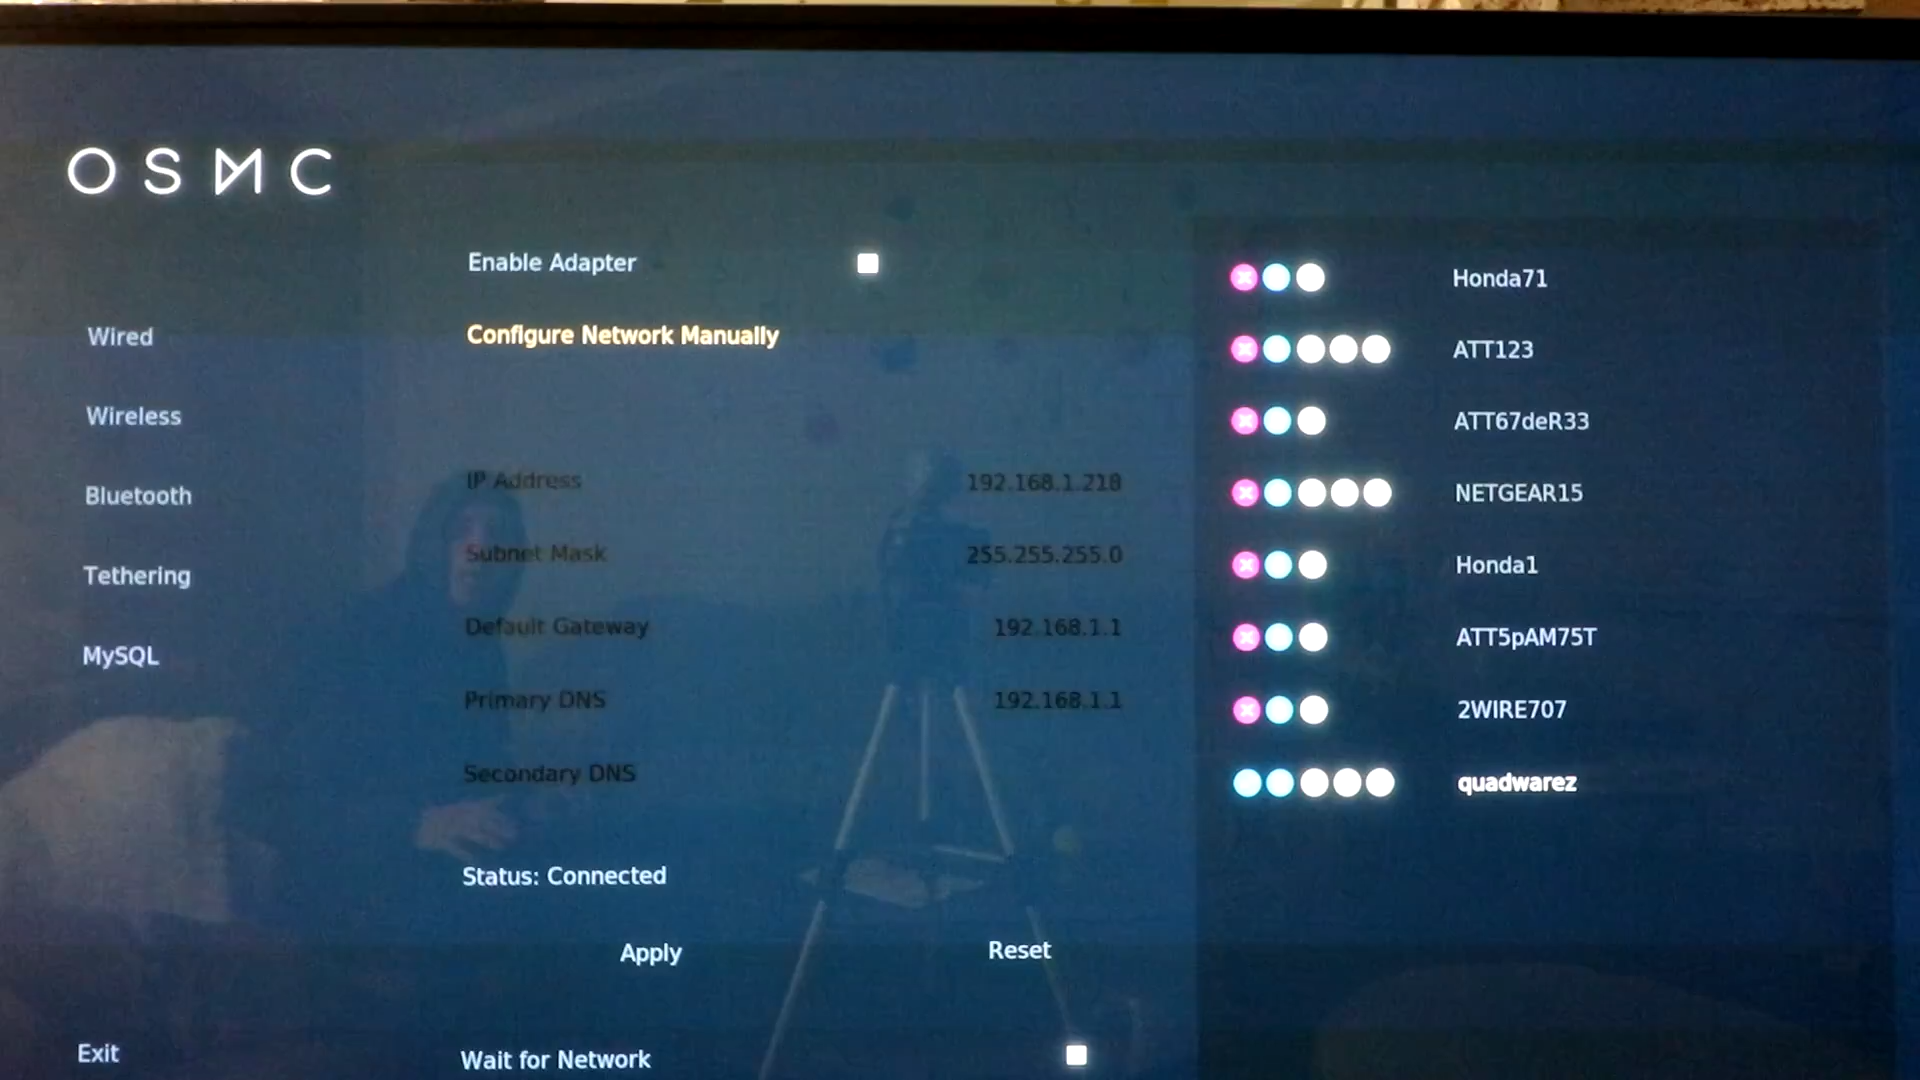 OSMC
Wired
Wireless
Bluetooth
Tethering
MySQL
Exit
Enable Adapter
Configure Network Manually
IP Address 192.168.1.218
Subnet Mask 255.255.255.0
Default Gateway 192.168.1.1
Primary DNS 192.168.1.1
Secondary DNS
Status: Connected
Apply Reset
Wait for Network
Honda71
ATT123
ATT67deR33
NETGEAR15
Honda1
ATT5pAM75T
2WIRE707
quadwarez